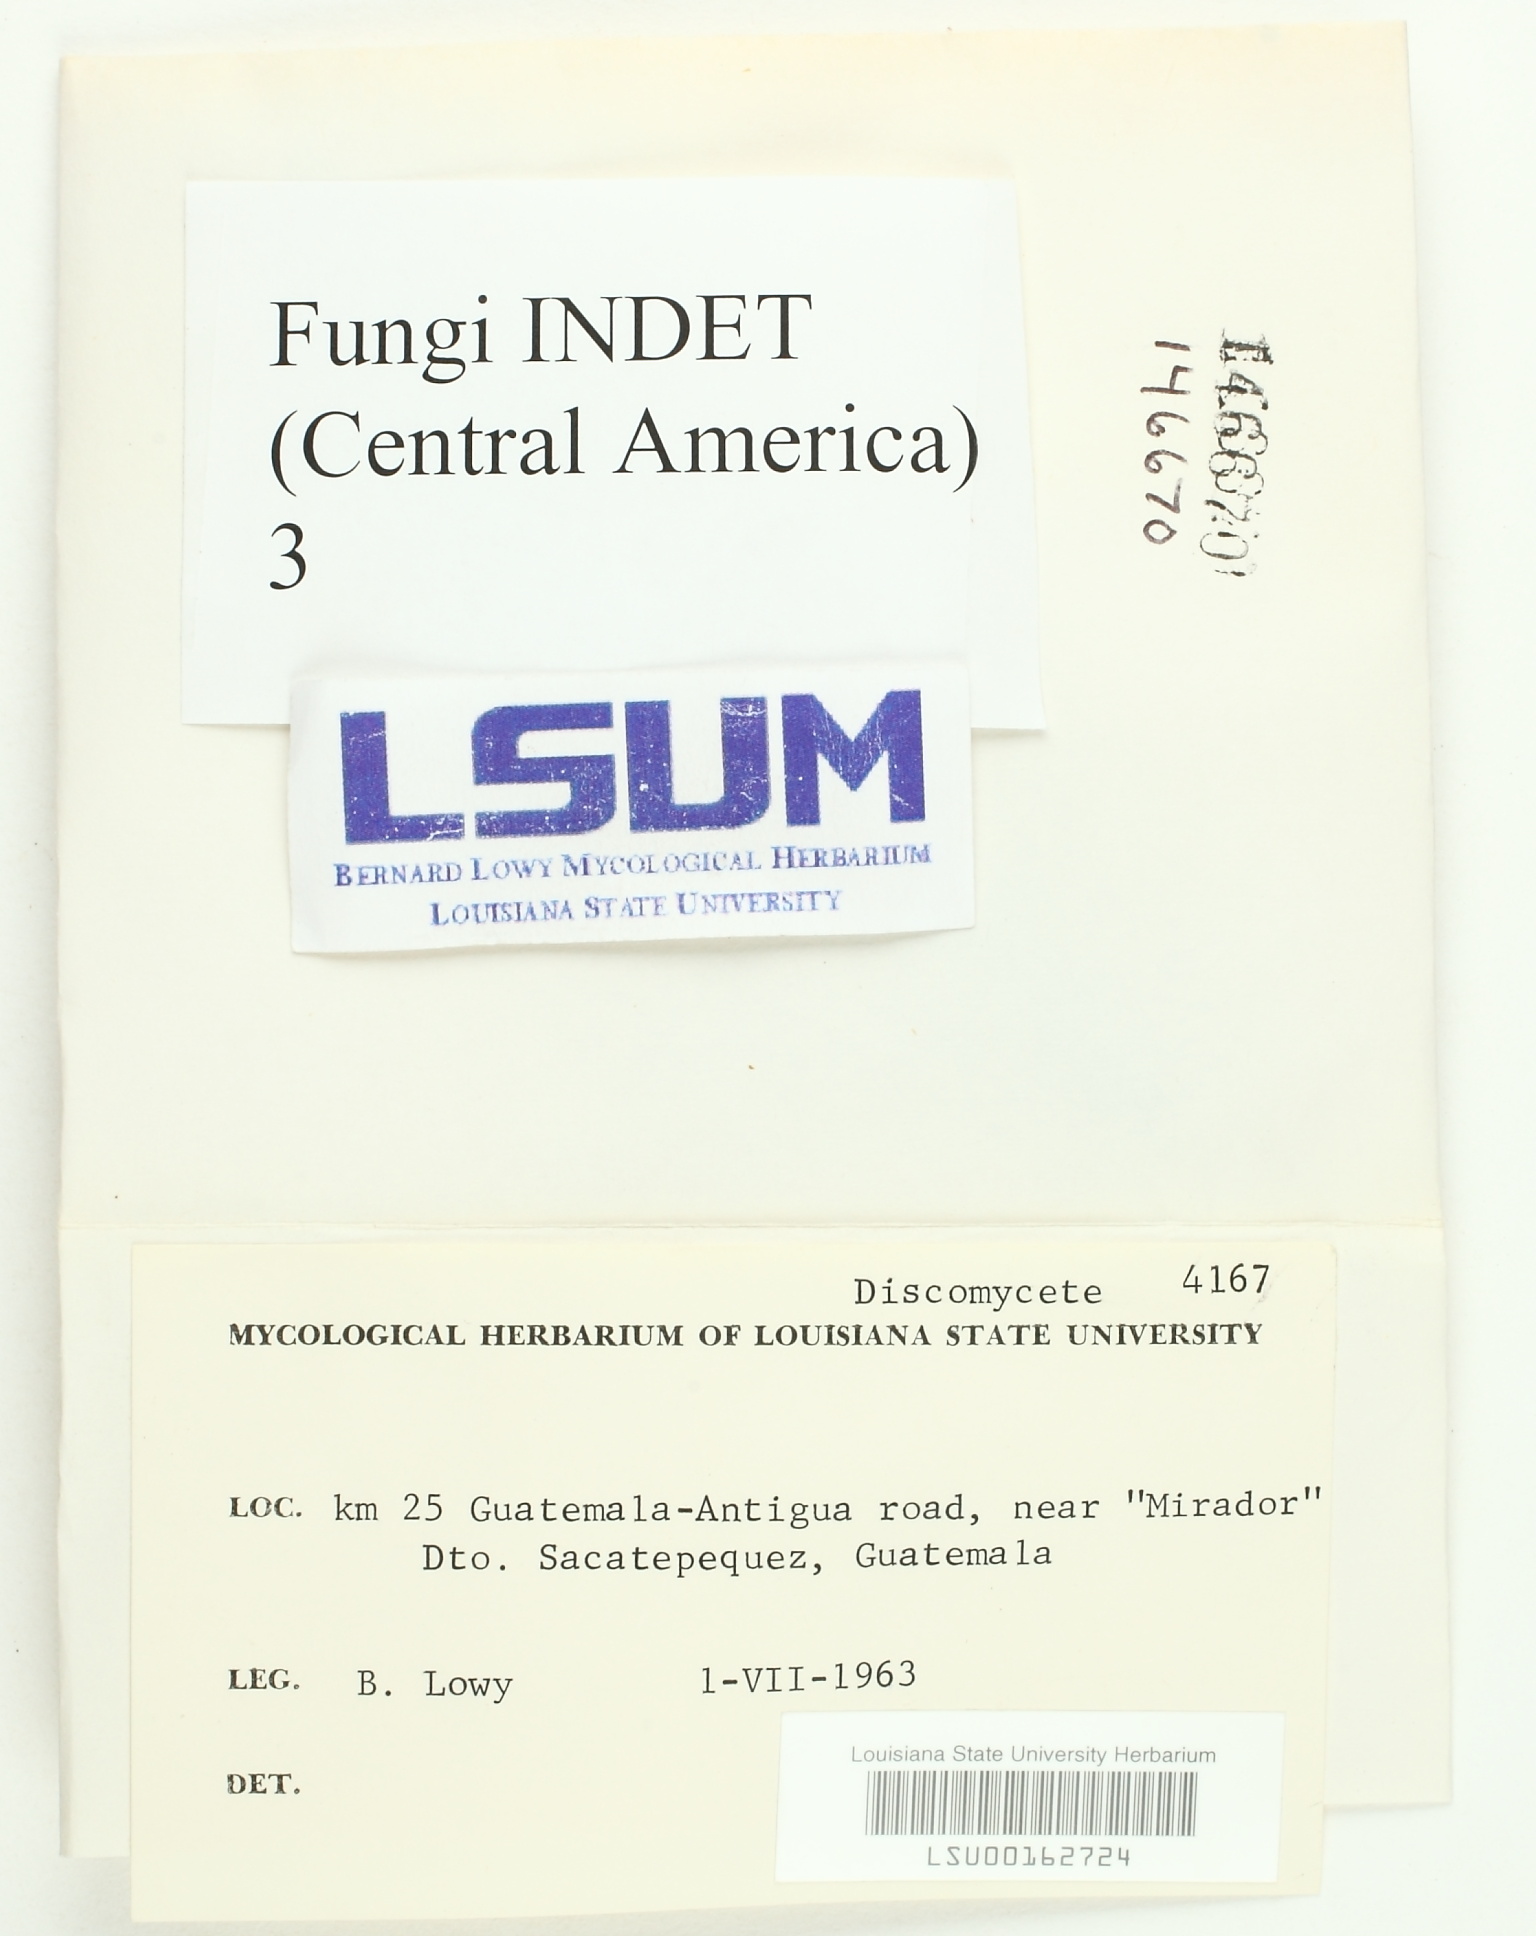 Fungi INDET
(Central America)
3
146670
146670
LSUM
BERNARD LOWY MYCOLOGICAL HERBARIUM
LOUISIANA STATE UNIVERSITY
Discomycete 4167
MYCOLOGICAL HERBARIUM OF LOUISIANA STATE UNIVERSITY
LOC. km 25 Guatemala-Antigua road, near "Mirador"
Dto. Sacatepequez, Guatemala
LEG. B. Lowy 1-VII-1963
DET.
Louisiana State University Herbarium
LSU00162724